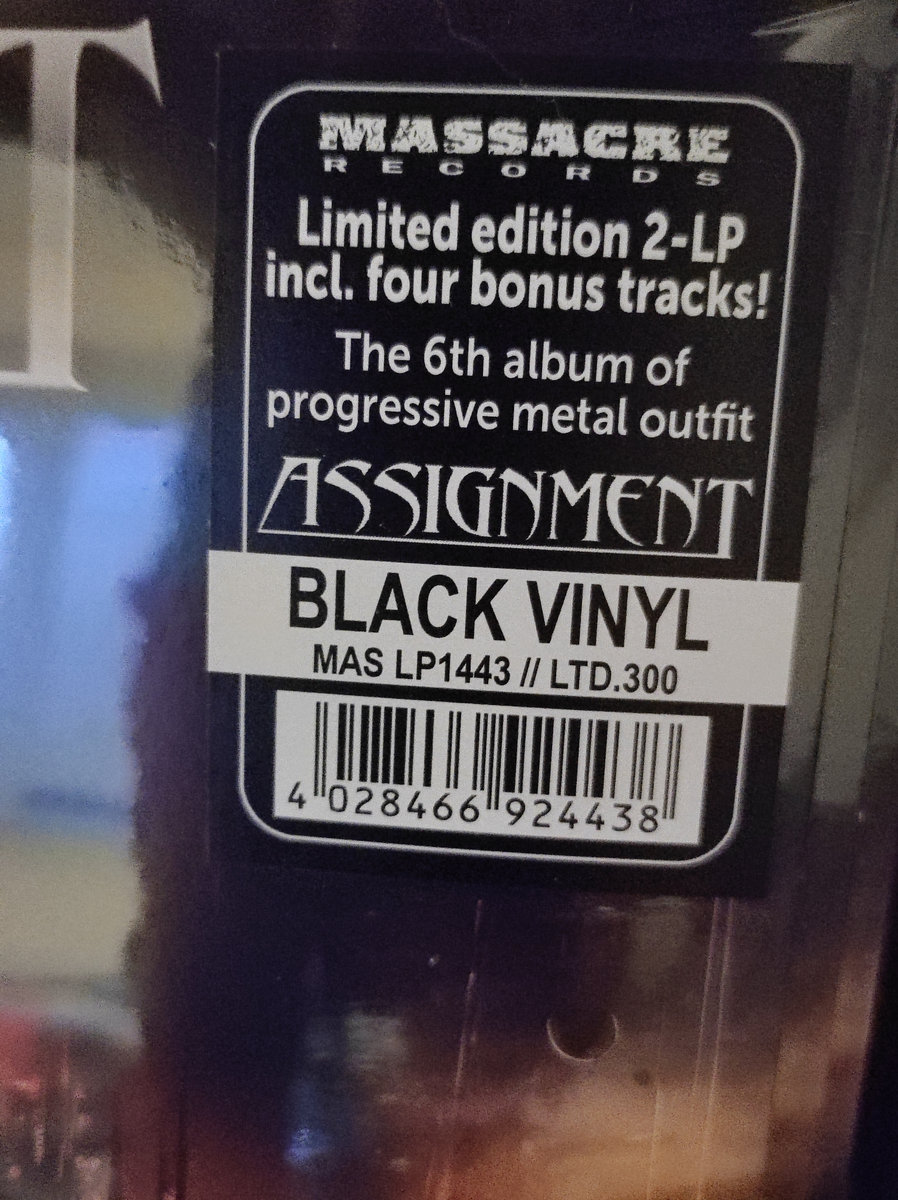 T
MASSACRE
RECORDS
Limited edition 2-LP
incl. four bonus tracks!
The 6th album of
progressive metal outfit
ASSIGNMENT
BLACK VINYL
MAS LP1443 // LTD.300
4 028466 924438